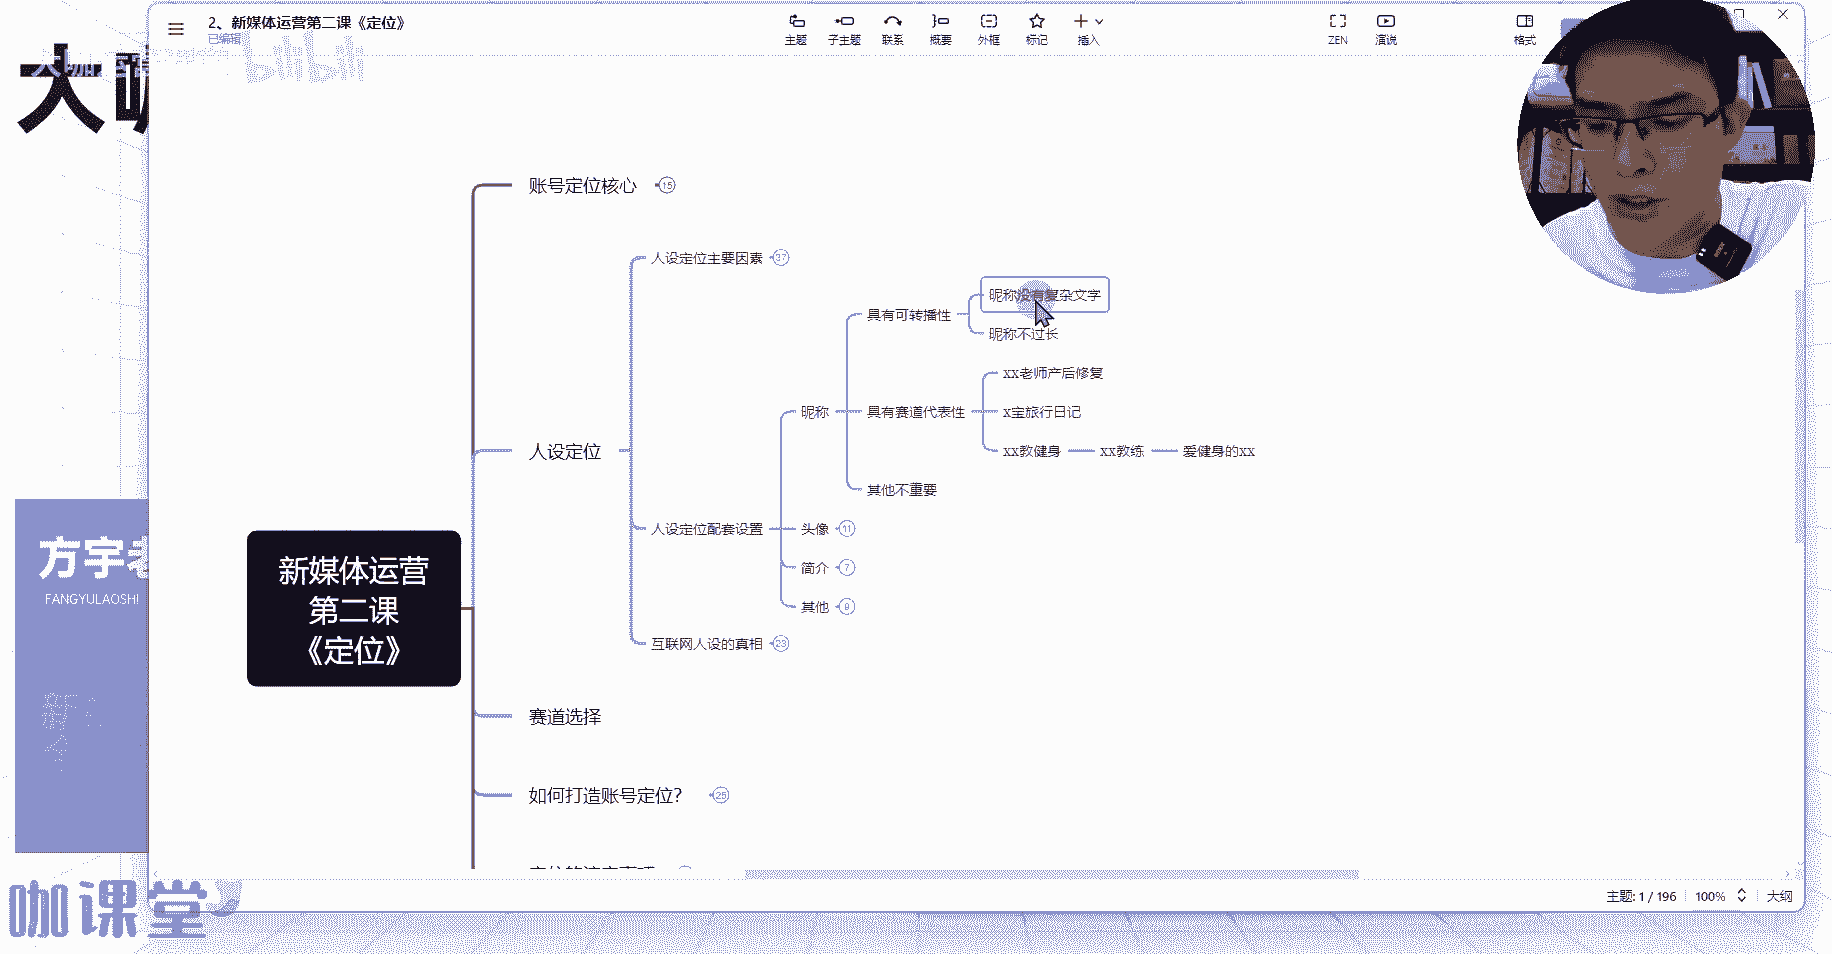 2、新媒体运营第二课《定位》
已编辑
主题
子主题
联系
概要
外框
标记
插入
ZEN
演说
格式
bilibili
大咖
账号定位核心 15
人设定位主要因素 37
昵称没有复杂文字
具有可转播性
昵称不过长
xx老师产后修复
昵称
具有赛道代表性
x宝旅行日记
人设定位
xx教健身
xx教练
爱健身的xx
其他不重要
人设定位配套设置
头像 11
简介 7
其他 9
互联网人设的真相 23
新媒体运营
第二课
《定位》
赛道选择
如何打造账号定位？ 25
方宇老
FANGYULAOSHI
咖课堂
主题: 1 / 196
100%
大纲